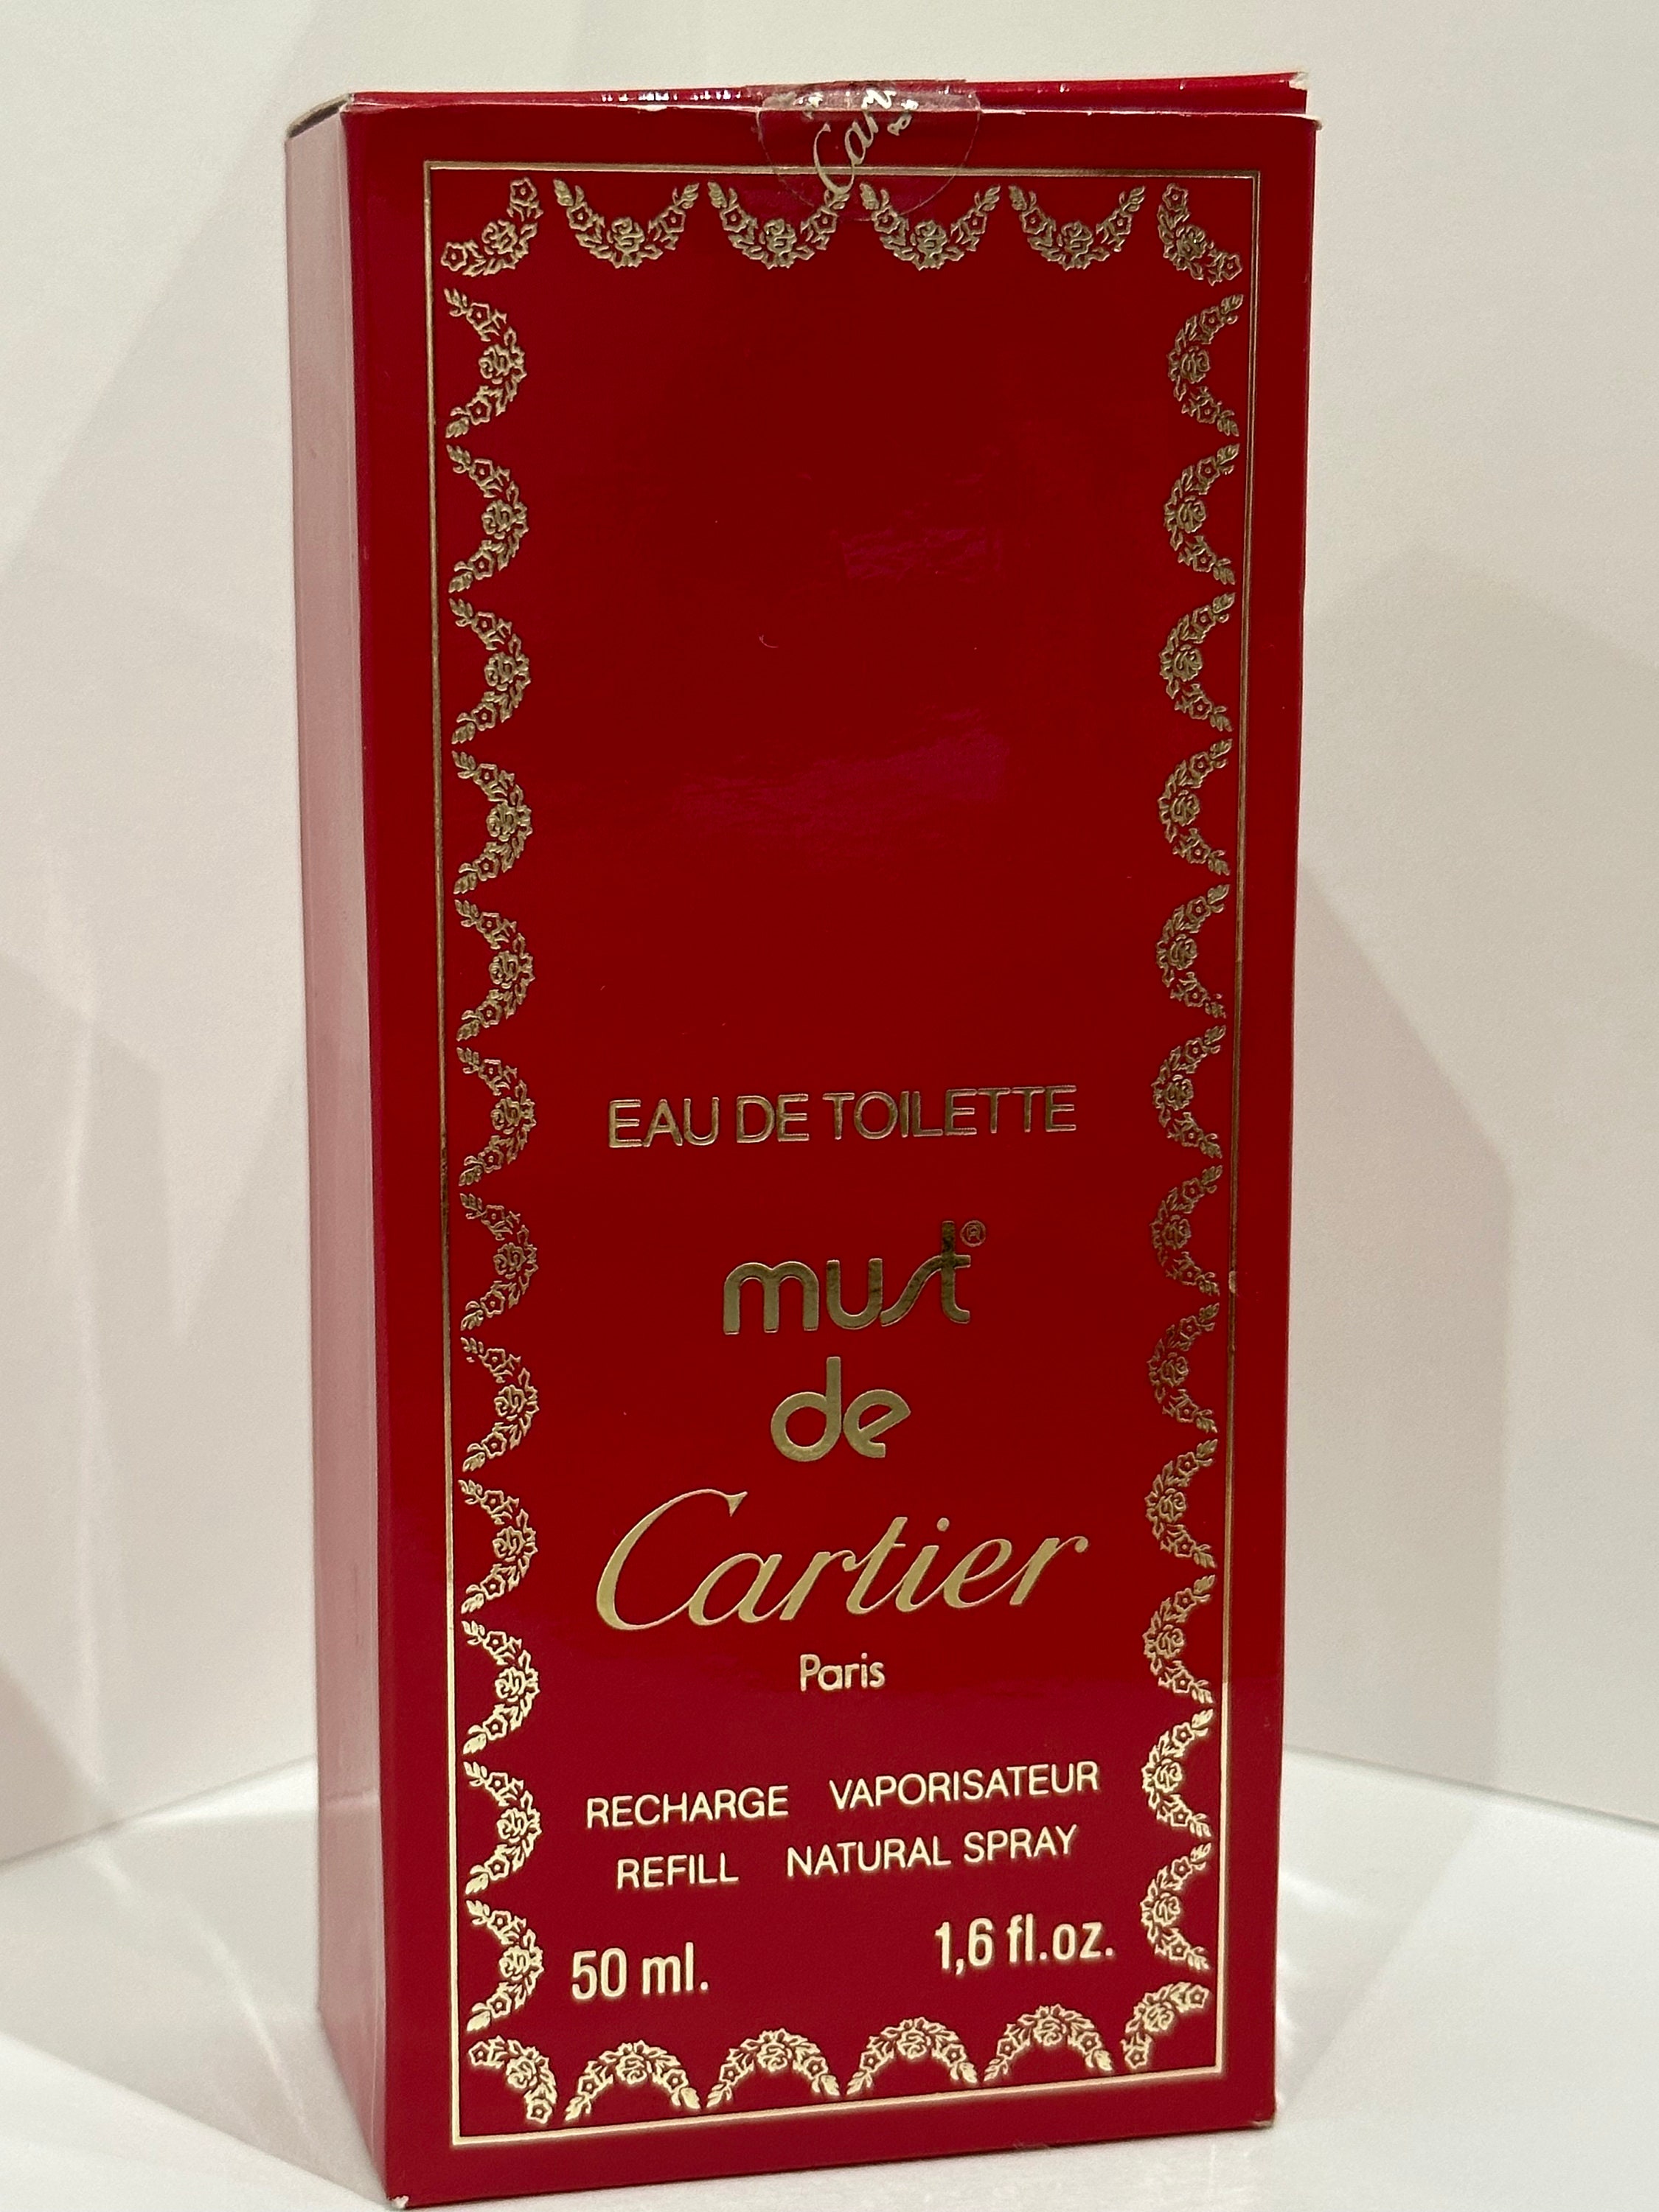 EAU DE TOILETTE
must®
de
Cartier
Paris
RECHARGE VAPORISATEUR
REFILL NATURAL SPRAY
50 ml. 1,6 fl.oz.